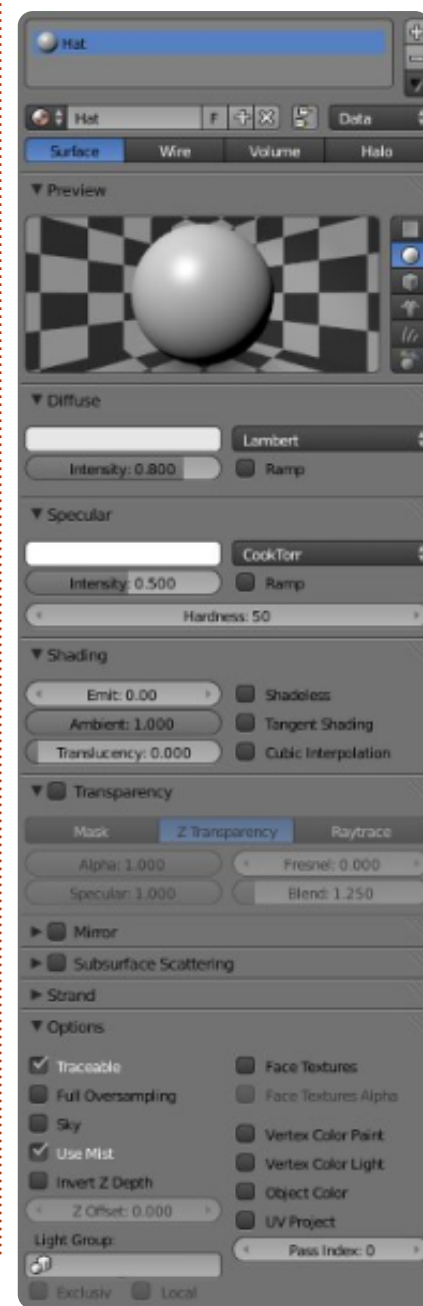 Hat
Hat F Data
Surface Wire Volume Halo
Preview
Diffuse
Lambert
Intensity: 0.800 Ramp
Specular
CookTorr
Intensity: 0.500 Ramp
Hardness: 50
Shading
Emit: 0.00 Shadeless
Ambient: 1.000 Tangent Shading
Translucency: 0.000 Cubic Interpolation
Transparency
Mask Z Transparency Raytrace
Alpha: 1.000 Fresnel: 0.000
Specular: 1.000 Blend: 1.250
Mirror
Subsurface Scattering
Strand
Options
Traceable Face Textures
Full Oversampling Face Textures Alpha
Sky Vertex Color Paint
Use Mist Vertex Color Light
Invert Z Depth Object Color
Z Offset: 0.000 UV Project
Light Group: Pass Index: 0
Exclusiv Local